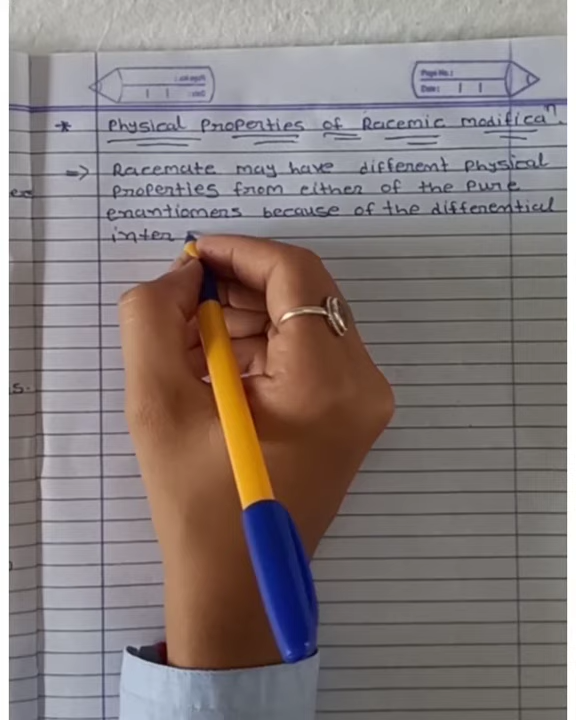 Page No.:
Date:
* Physical Properties of Racemic modificaⁿ.
=> Racemate may have different Physical
Properties from either of the Pure
enantiomers because of the differential
inter
s.